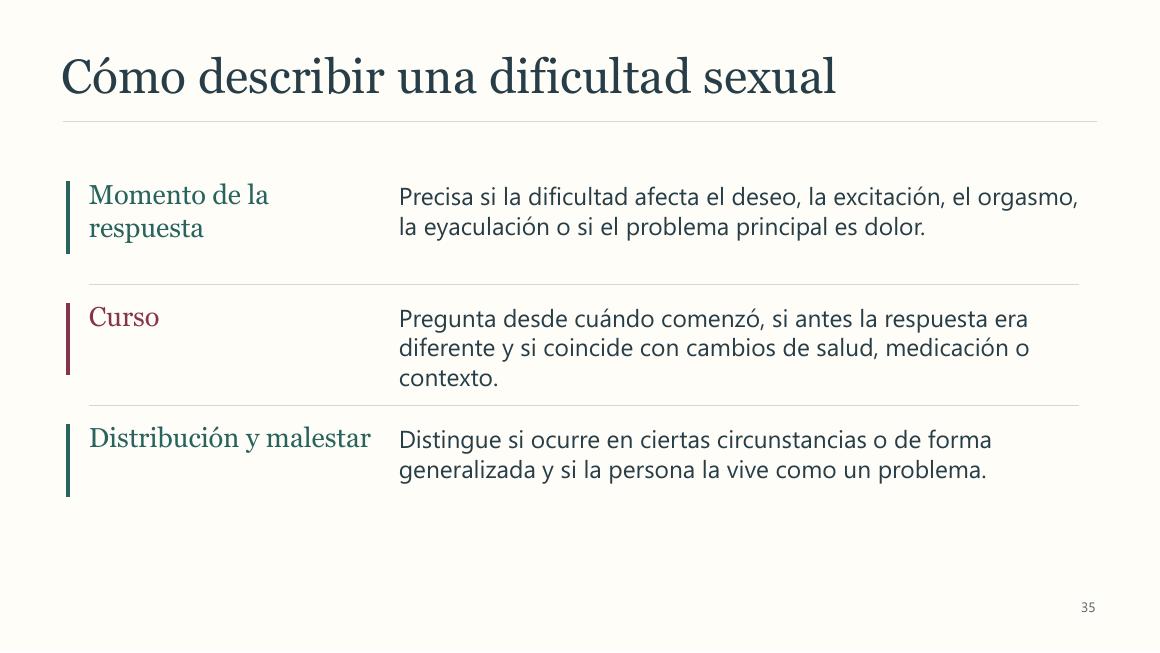 Cómo describir una dificultad sexual
Momento de la
respuesta
Precisa si la dificultad afecta el deseo, la excitación, el orgasmo,
la eyaculación o si el problema principal es dolor.
Curso
Pregunta desde cuándo comenzó, si antes la respuesta era
diferente y si coincide con cambios de salud, medicación o
contexto.
Distribución y malestar
Distingue si ocurre en ciertas circunstancias o de forma
generalizada y si la persona la vive como un problema.
35